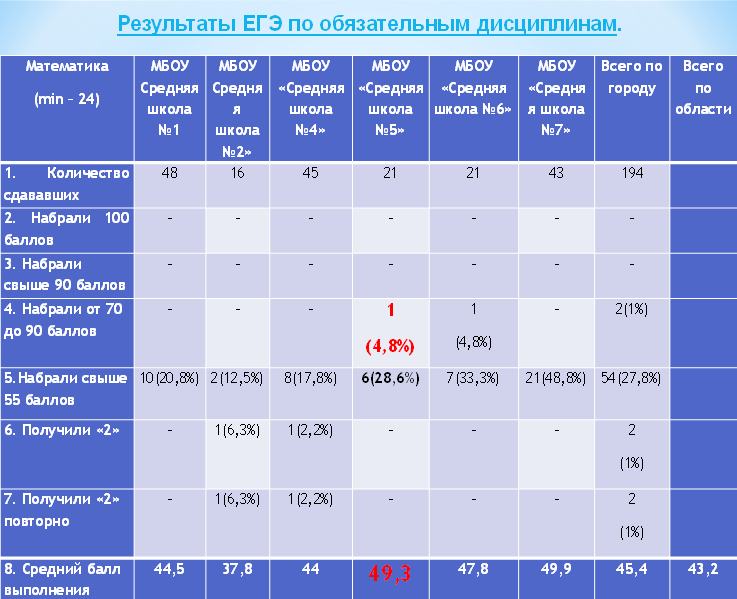 Результаты ЕГЭ по обязательным дисциплинам.
Математика (min – 24) | МБОУ Средняя школа №1 | МБОУ Средня я школа №2» | МБОУ «Средняя школа №4» | МБОУ «Средняя школа №5» | МБОУ «Средняя школа №6» | МБОУ «Средня я школа №7» | Всего по городу | Всего по области
1. Количество сдававших | 48 | 16 | 45 | 21 | 21 | 43 | 194
2. Набрали 100 баллов | - | - | - | - | - | - | -
3. Набрали свыше 90 баллов | - | - | - | - | - | - | -
4. Набрали от 70 до 90 баллов | - | - | - | 1 (4,8%) | 1 (4,8%) | - | 2(1%)
5.Набрали свыше 55 баллов | 10(20,8%) | 2(12,5%) | 8(17,8%) | 6(28,6%) | 7(33,3%) | 21(48,8%) | 54(27,8%)
6. Получили «2» | - | 1(6,3%) | 1(2,2%) | - | - | - | 2 (1%)
7. Получили «2» повторно | - | 1(6,3%) | 1(2,2%) | - | - | - | 2 (1%)
8. Средний балл выполнения | 44,5 | 37,8 | 44 | 49,3 | 47,8 | 49,9 | 45,4 | 43,2